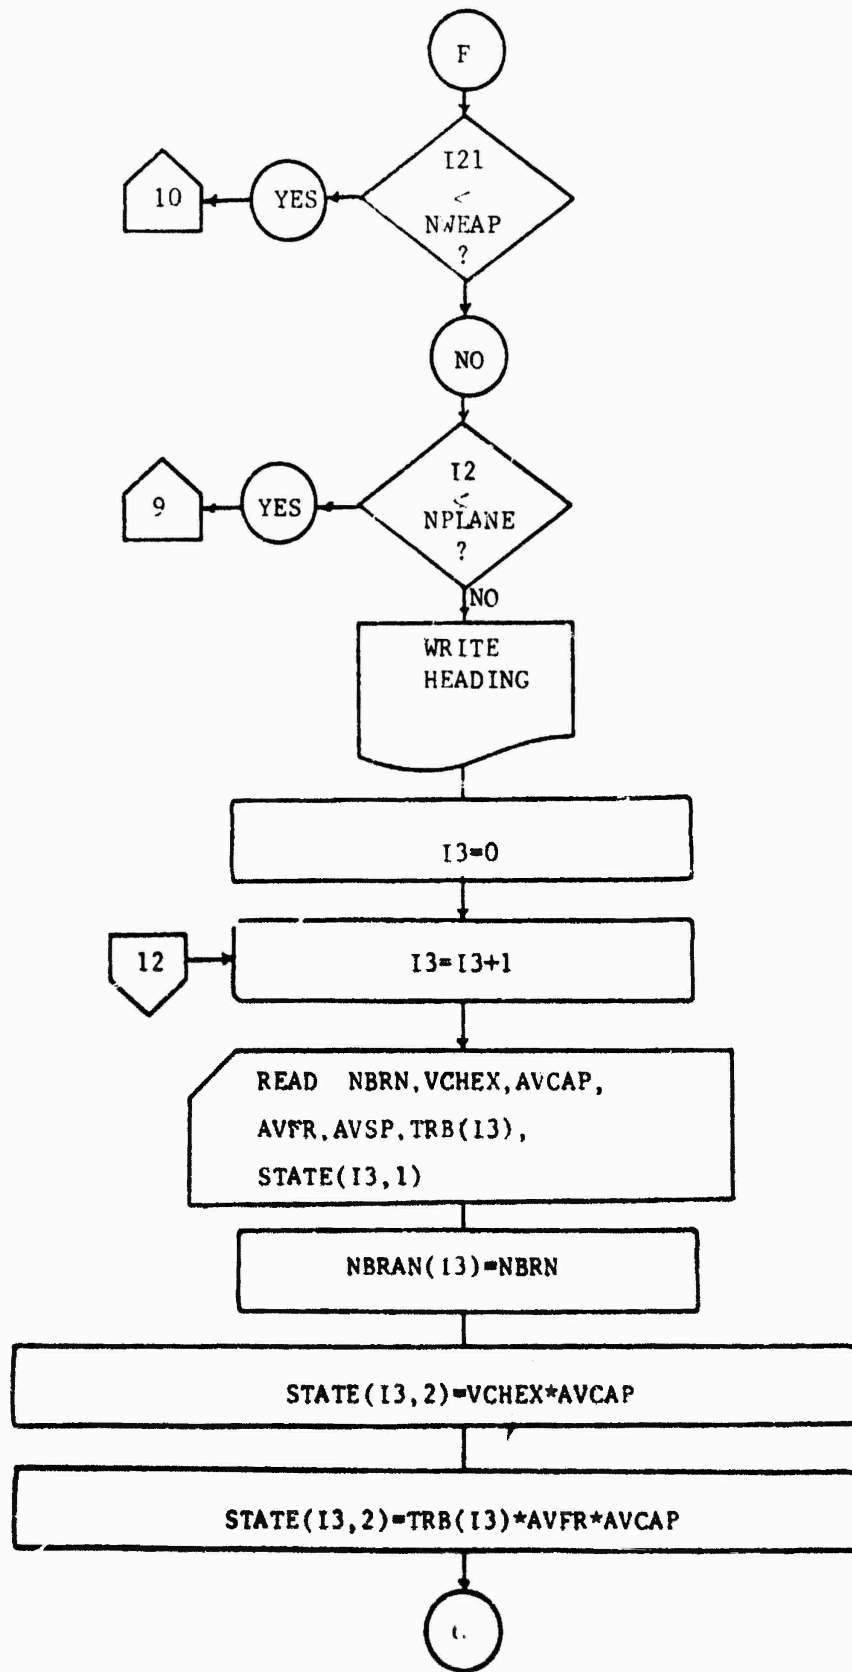 F
I21
<
NWEAP
?
YES
10
NO
I2
<
NPLANE
?
YES
9
NO
WRITE
HEADING
I3=0
12
I3=I3+1
READ NBRN,VCHEX,AVCAP,
AVFR,AVSP,TRB(I3),
STATE(I3,1)
NBRAN(I3)=NBRN
STATE(I3,2)=VCHEX*AVCAP
STATE(I3,2)=TRB(I3)*AVFR*AVCAP